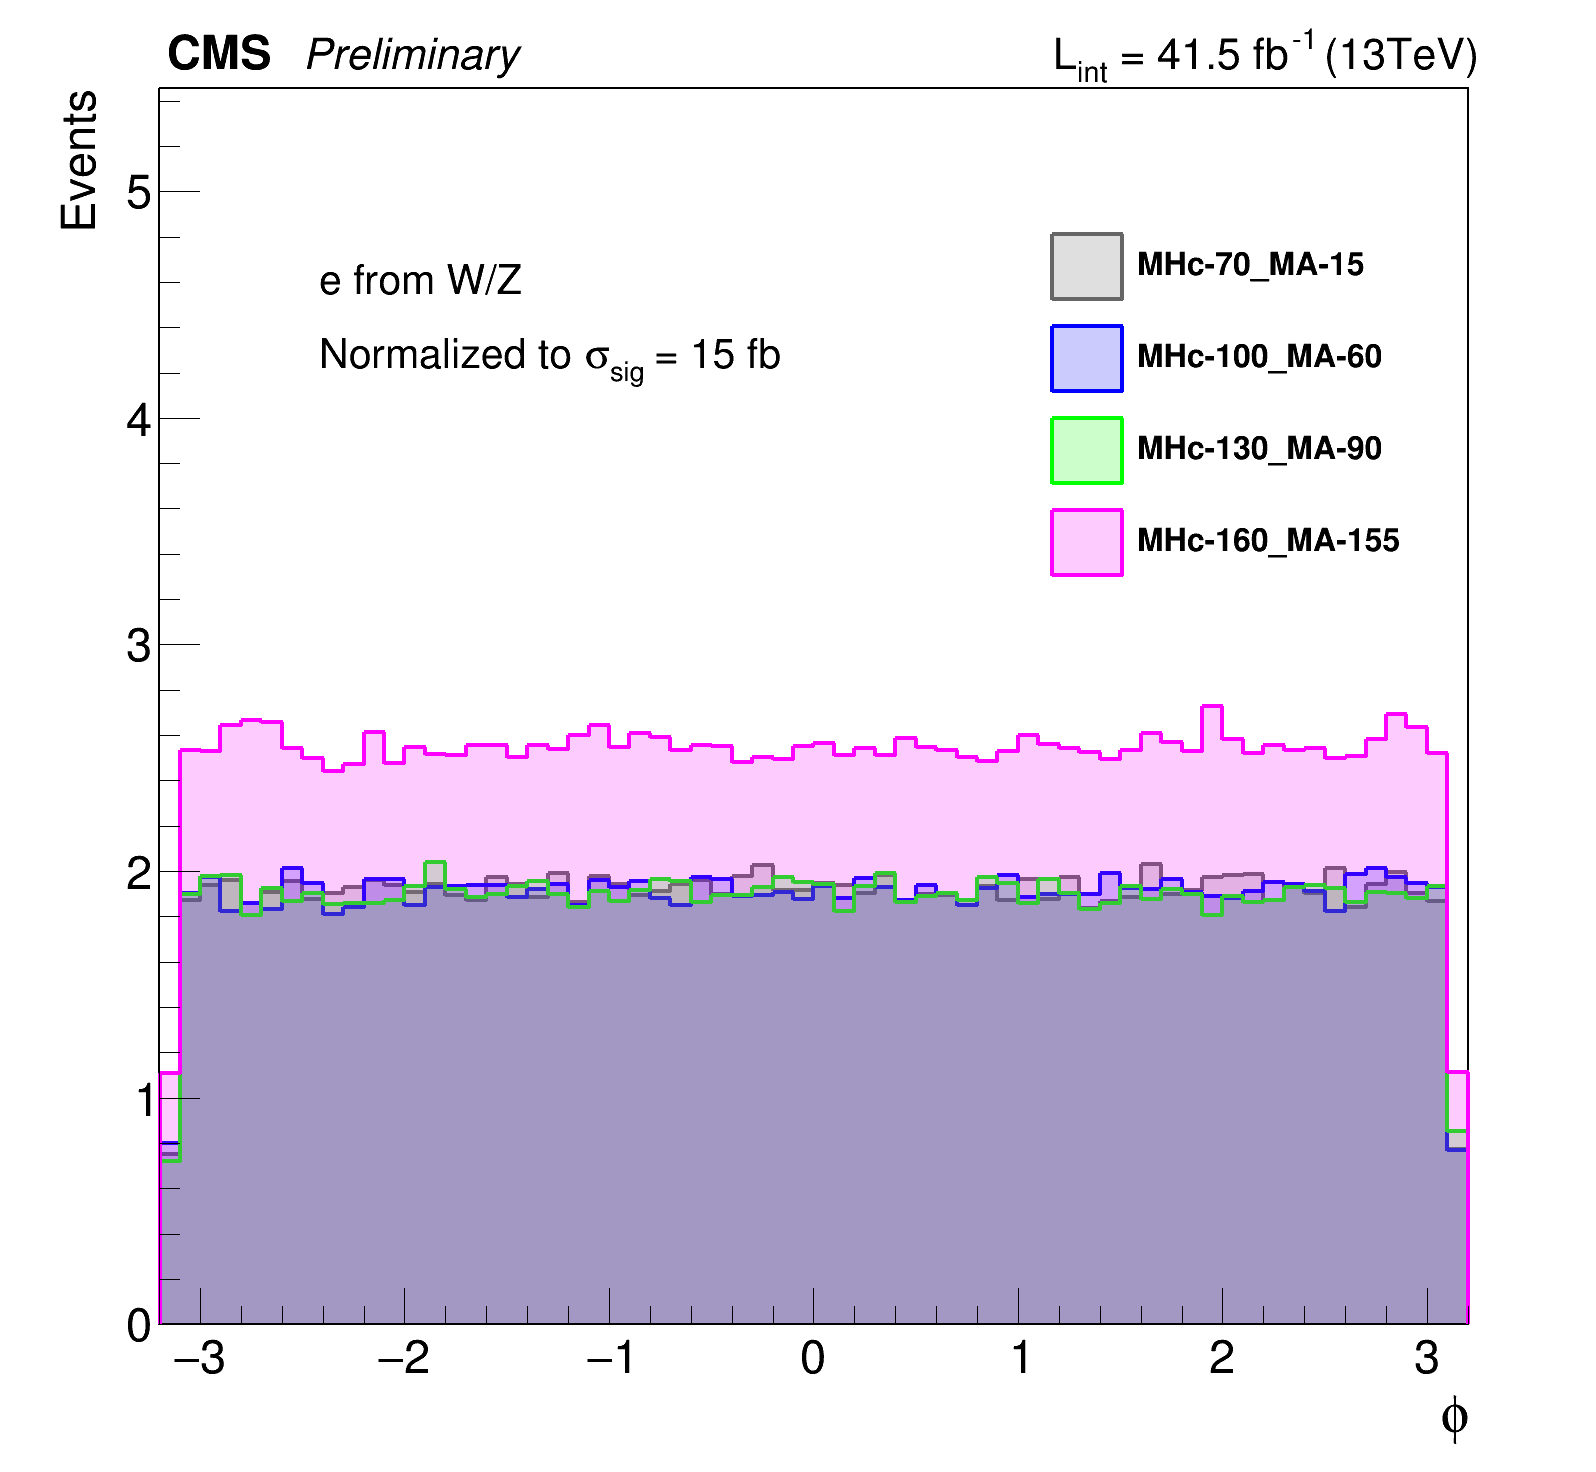 CMS Preliminary
L_int = 41.5 fb^-1 (13TeV)
Events
5
4
3
2
1
0
e from W/Z
Normalized to σ_sig = 15 fb
MHc-70_MA-15
MHc-100_MA-60
MHc-130_MA-90
MHc-160_MA-155
−3 −2 −1 0 1 2 3
ϕ